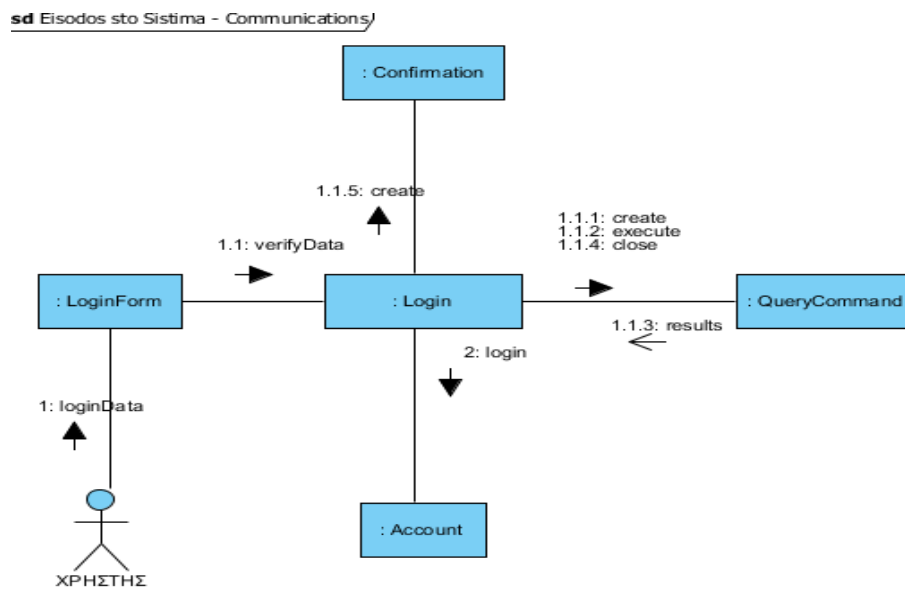 sd Eisodos sto Sistima - Communications
: Confirmation
1.1.5: create
1.1.1: create
1.1.2: execute
1.1.4: close
1.1: verifyData
: LoginForm
: Login
: QueryCommand
1.1.3: results
2: login
1: loginData
: Account
ΧΡΗΣΤΗΣ